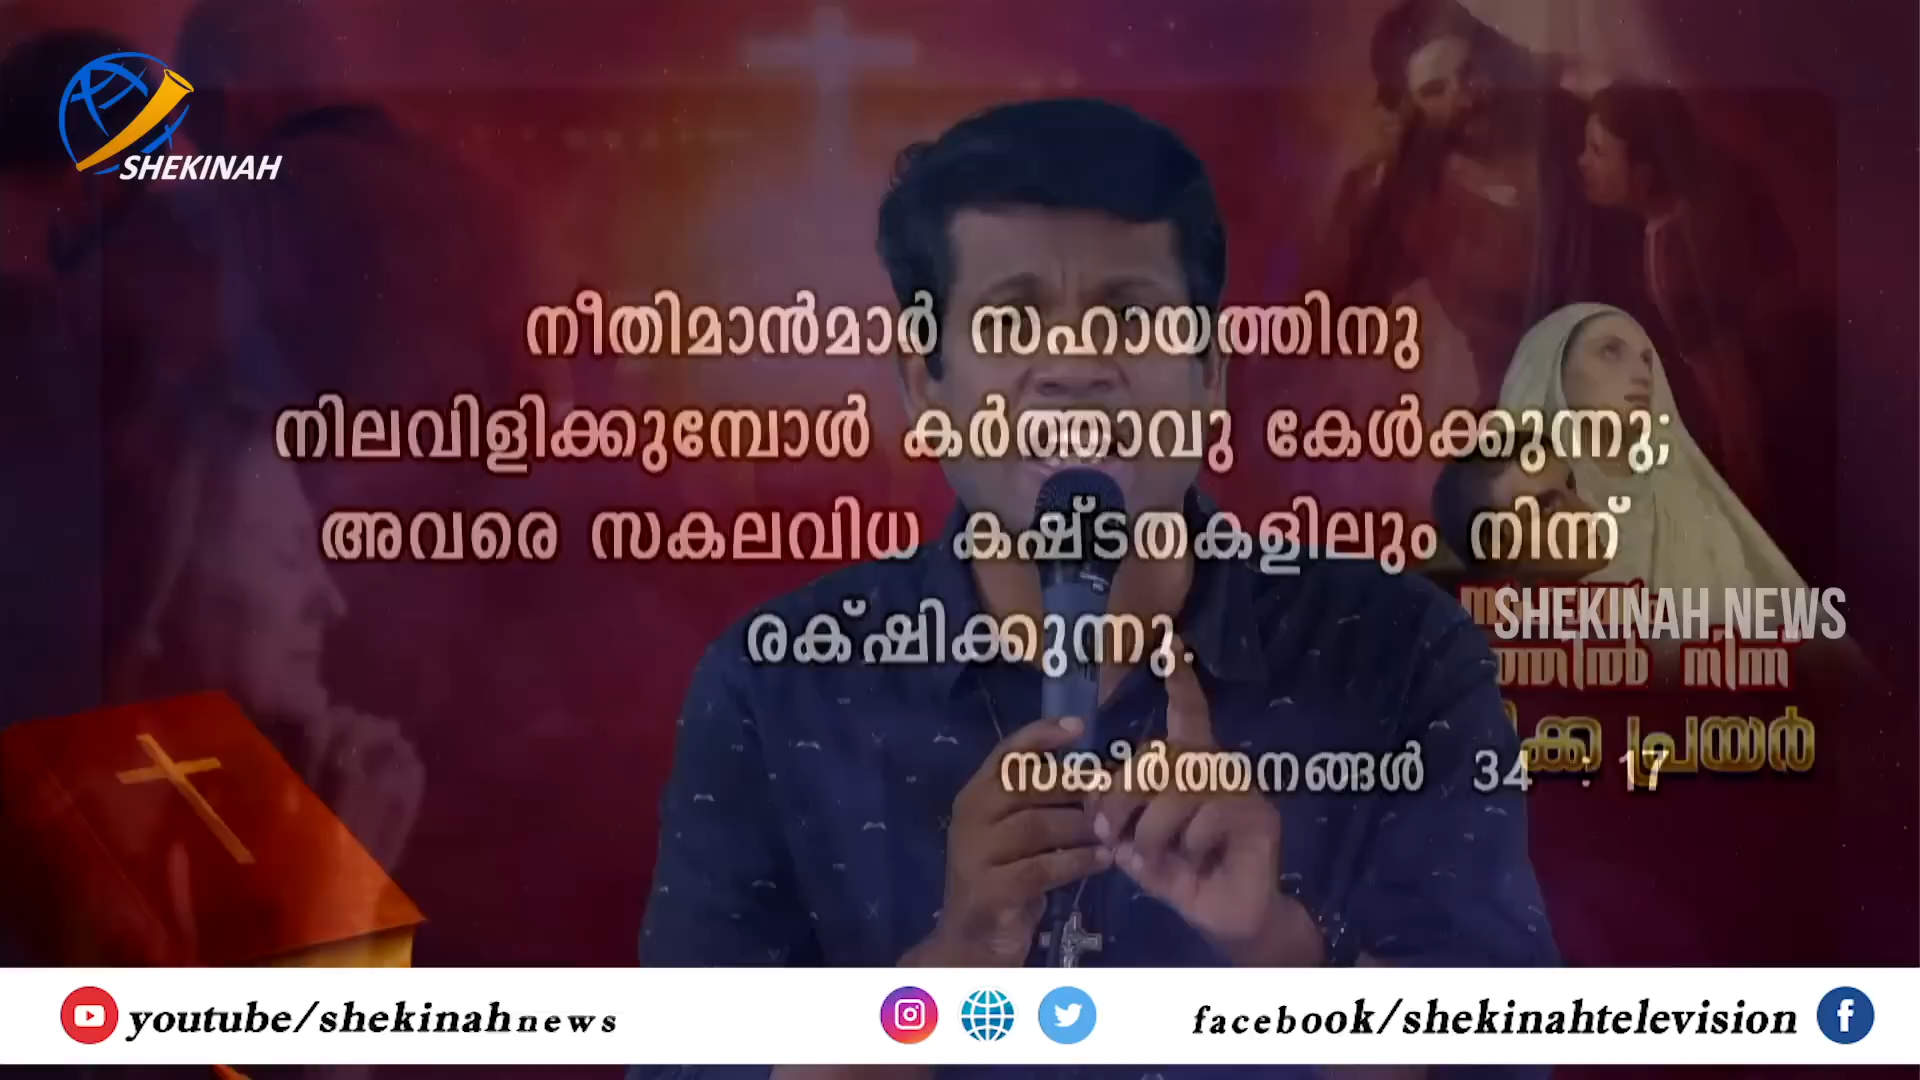 SHEKINAH
നീതിമാൻമാർ സഹായത്തിനു
നിലവിളിക്കുമ്പോൾ കർത്താവു കേൾക്കുന്നു;
അവരെ സകലവിധ കഷ്ടതകളിലും നിന്ന്
രക്ഷിക്കുന്നു.
SHEKINAH NEWS
ത്തിൽ നിന്ന്
ക്ക പ്രയർ
സങ്കീർത്തനങ്ങൾ 34 : 17
youtube/shekinahnews
facebook/shekinahtelevision